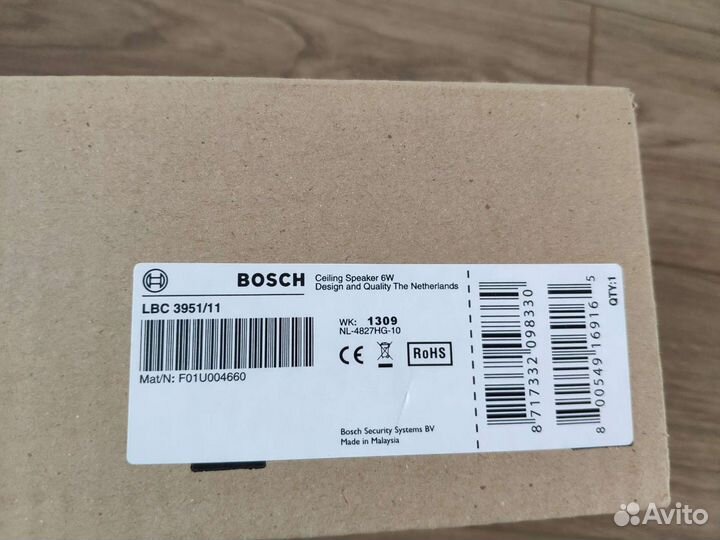 BOSCH
Ceiling Speaker 6W
Design and Quality The Netherlands
LBC 3951/11
WK: 1309
NL-4827HG-10
CE
RoHS
Mat/N: F01U004660
Bosch Security Systems BV
Made in Malaysia
8 717332 098330
8 00549 16916 5
QTY:1
Avito